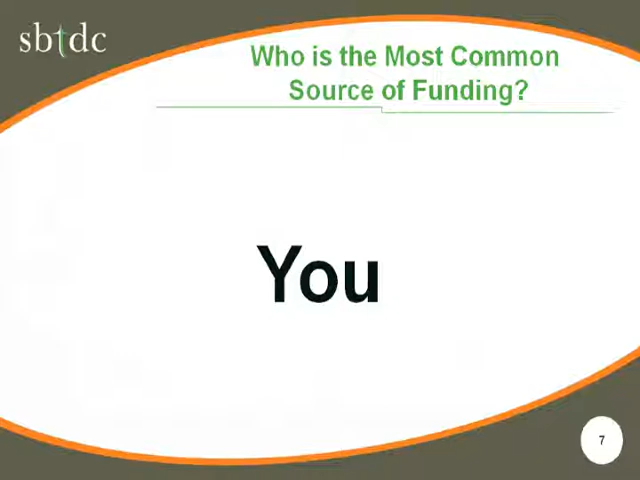 sbtdc
Who is the Most Common
Source of Funding?
You
7